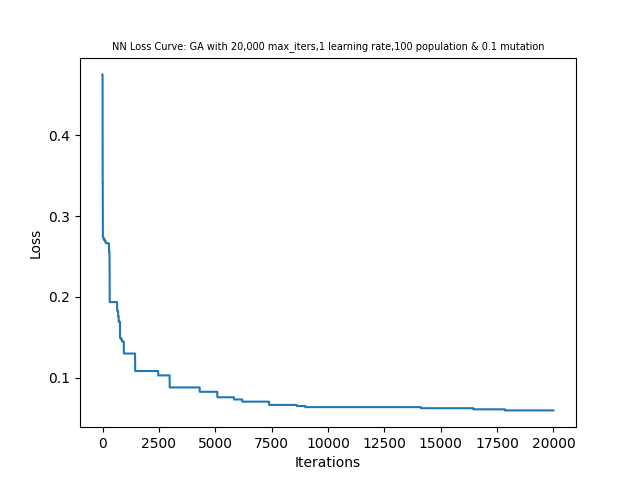 NN Loss Curve: GA with 20,000 max_iters,1 learning rate,100 population & 0.1 mutation
0.4
0.3
0.2
0.1
Loss
0 2500 5000 7500 10000 12500 15000 17500 20000
Iterations